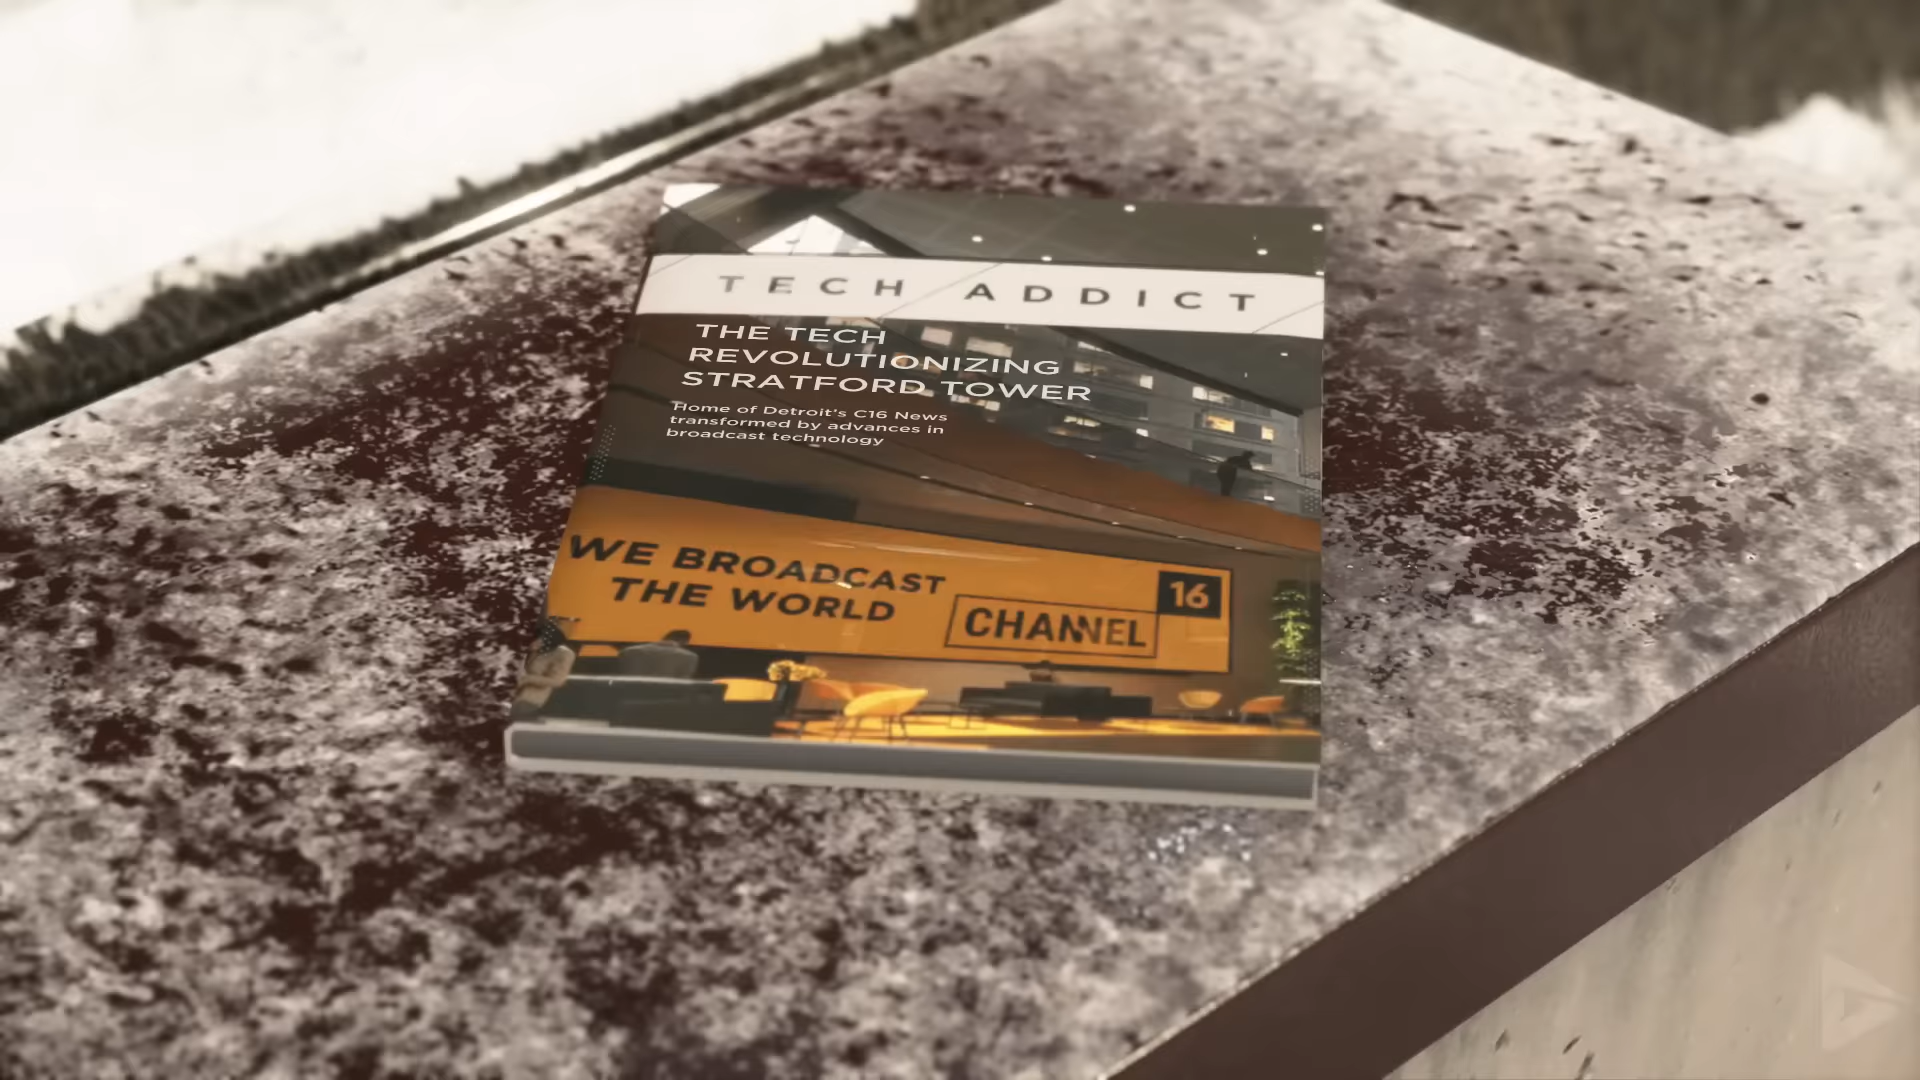 TECH ADDICT
THE TECH
REVOLUTIONIZING
STRATFORD TOWER
Home of Detroit's C16 News
transformed by advances in
broadcast technology
WE BROADCAST
THE WORLD
16
CHANNEL